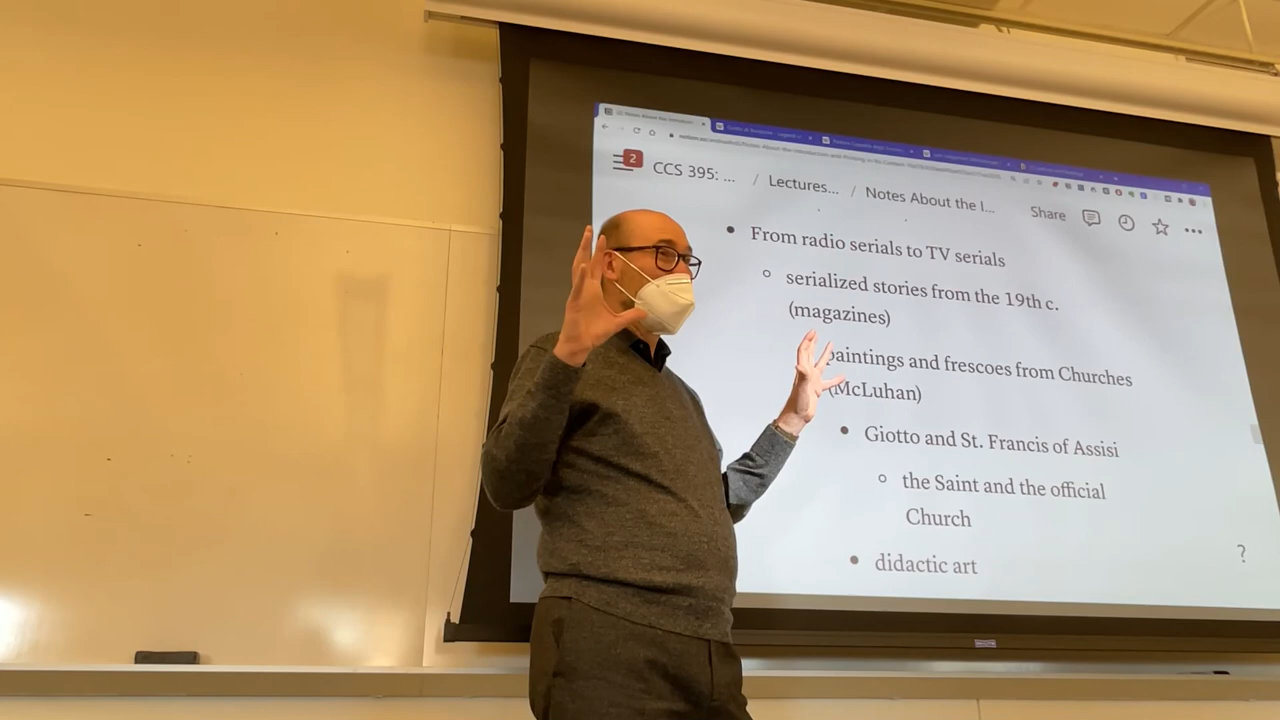 2
CCS 395: ... / Lectures... / Notes About the I...
Share
• From radio serials to TV serials
◦ serialized stories from the 19th c.
(magazines)
paintings and frescoes from Churches
(McLuhan)
• Giotto and St. Francis of Assisi
◦ the Saint and the official
Church
• didactic art
?